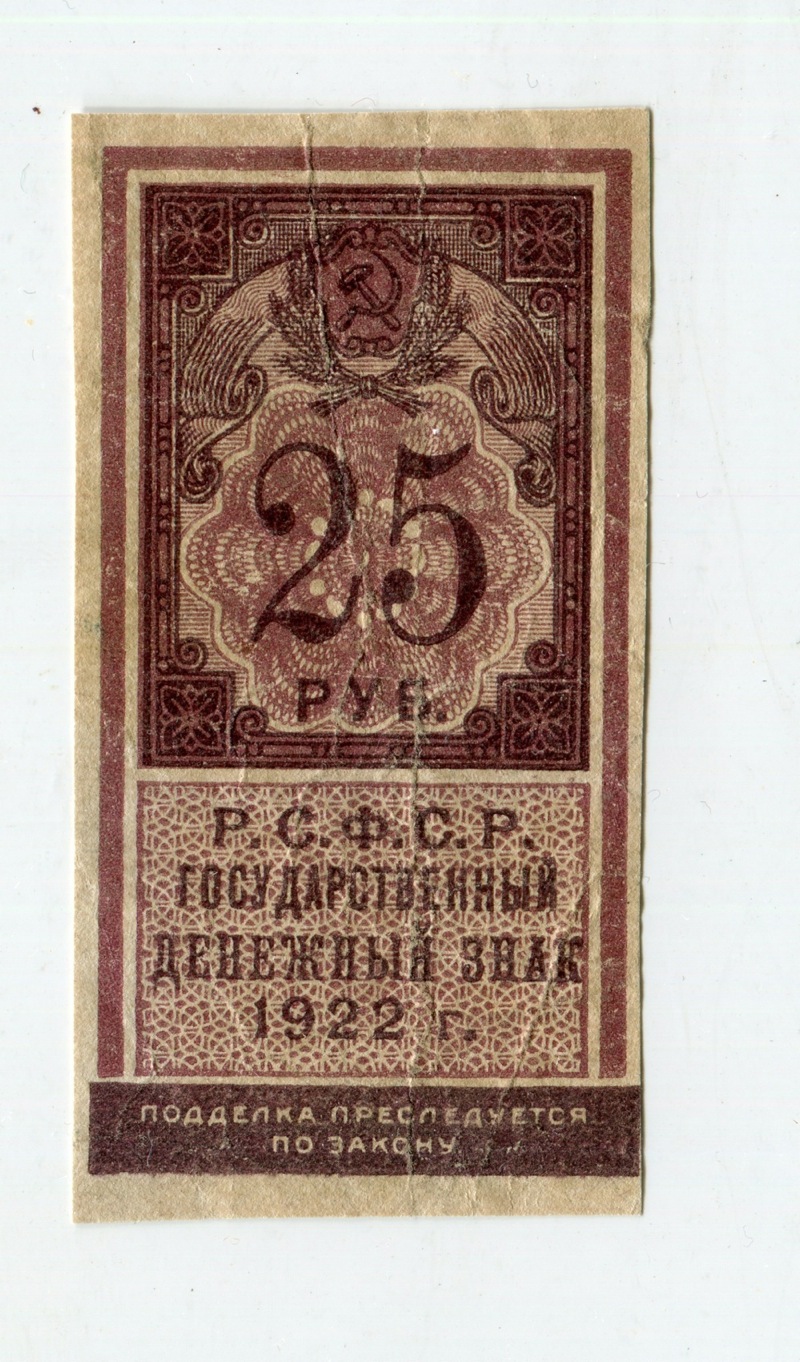 25
РУБ.
Р.С.Ф.С.Р.
ГОСУДАРСТВЕННЫЙ
ДЕНЕЖНЫЙ ЗНАК
1922 г.
ПОДДЕЛКА ПРЕСЛЕДУЕТСЯ
ПО ЗАКОНУ